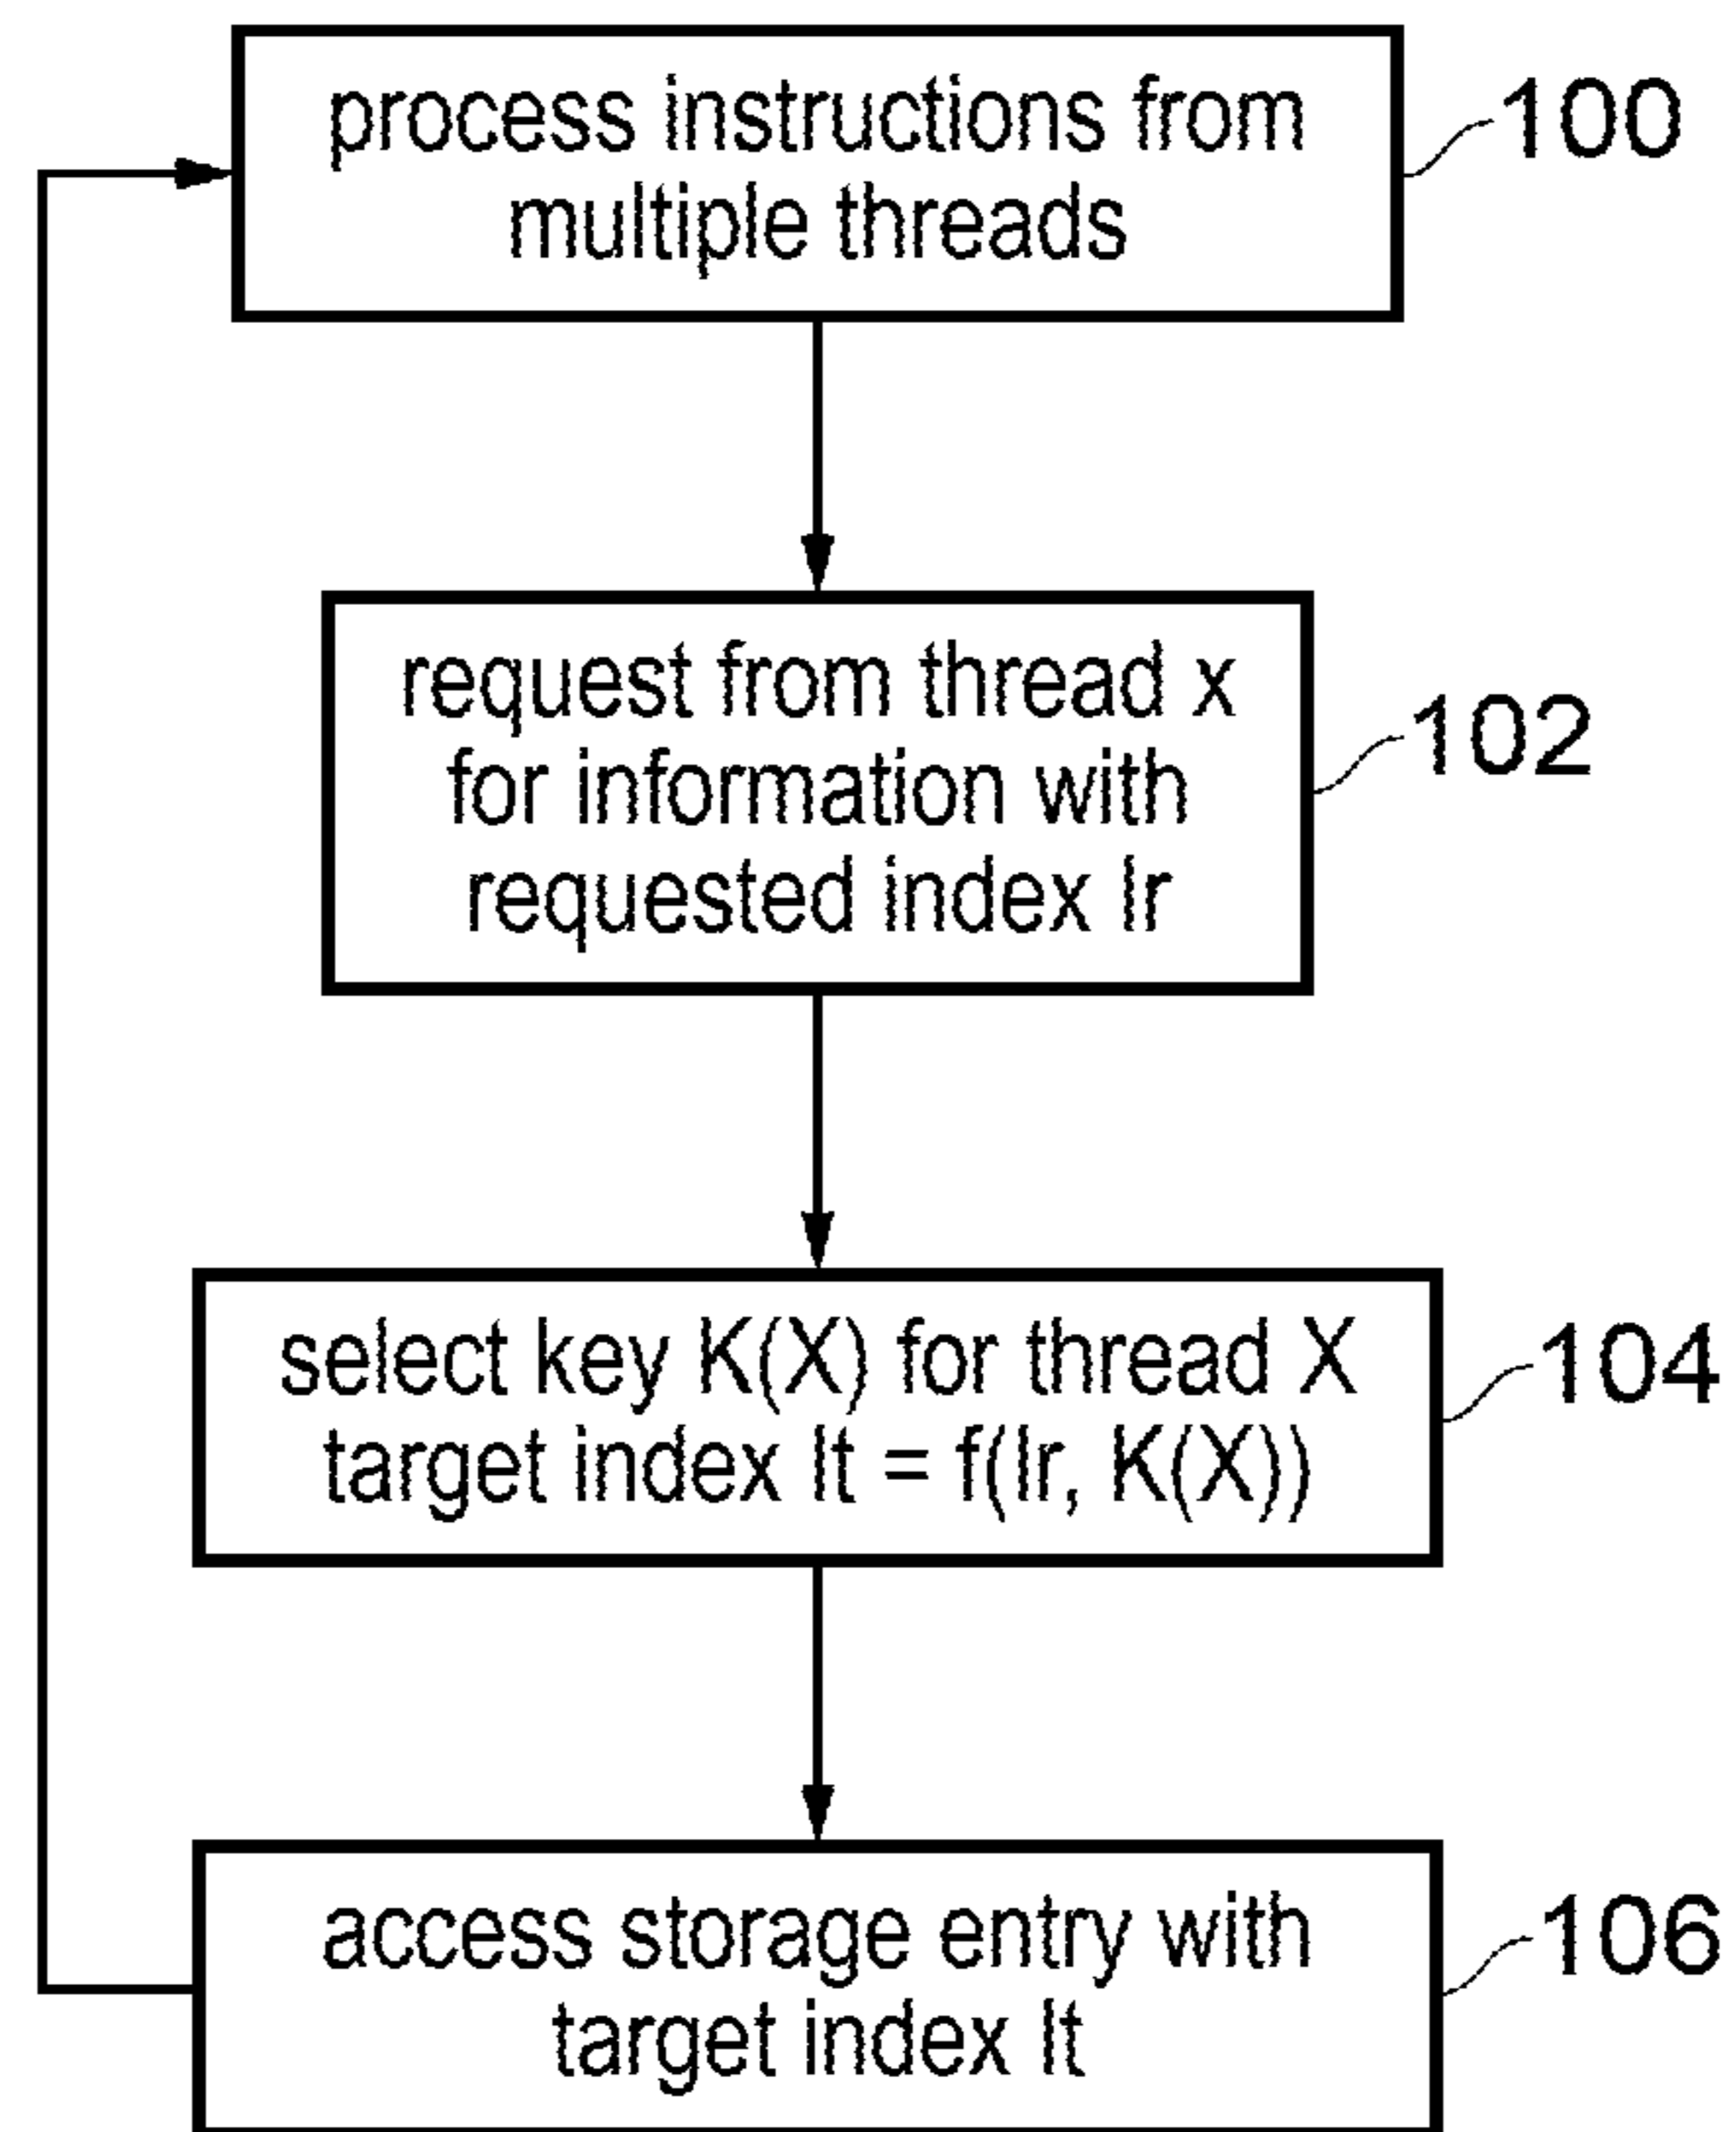 process instructions from
multiple threads
100
request from thread x
for information with
requested index Ir
102
select key K(X) for thread X
target index It = f(Ir, K(X))
104
access storage entry with
target index It
106